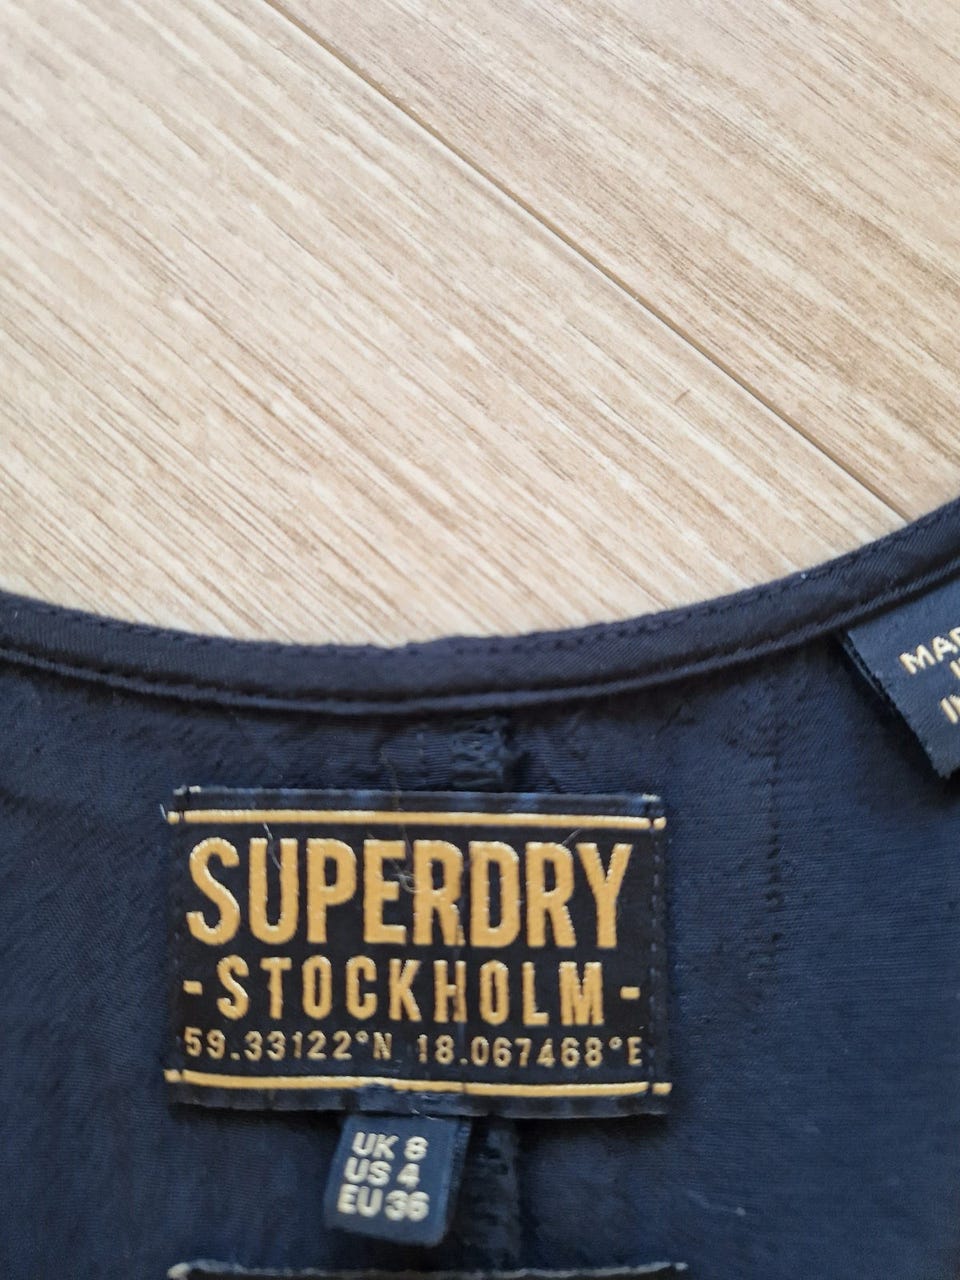 SUPERDRY
-STOCKHOLM-
59.33122°N 18.067468°E
UK 8
US 4
EU 36